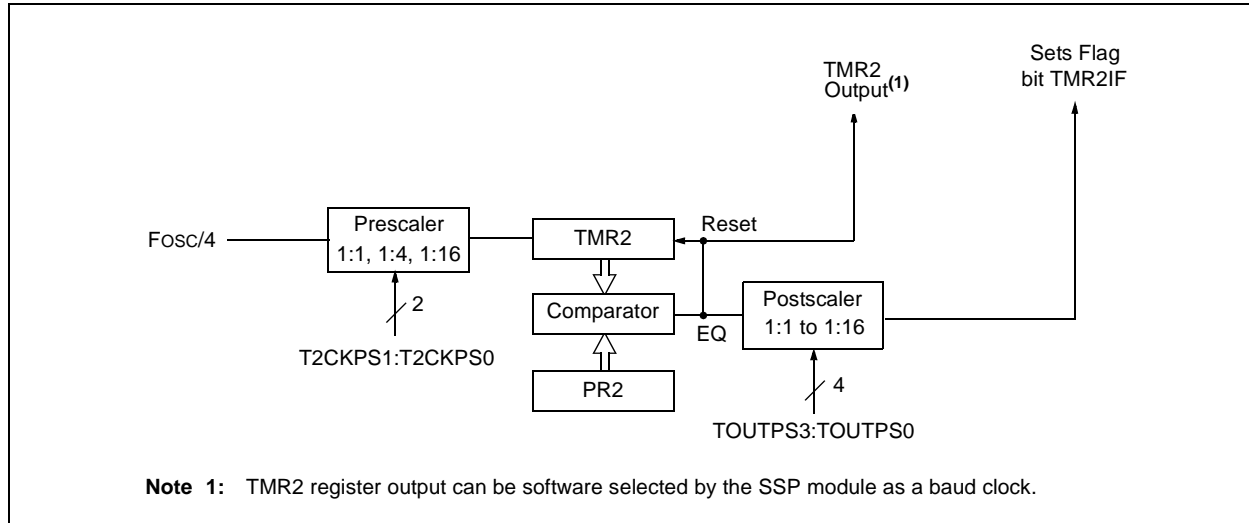 Sets Flag
bit TMR2IF
TMR2
Output(1)
Fosc/4
Prescaler
1:1, 1:4, 1:16
2
T2CKPS1:T2CKPS0
TMR2
Reset
Comparator
EQ
PR2
Postscaler
1:1 to 1:16
4
TOUTPS3:TOUTPS0
Note 1: TMR2 register output can be software selected by the SSP module as a baud clock.